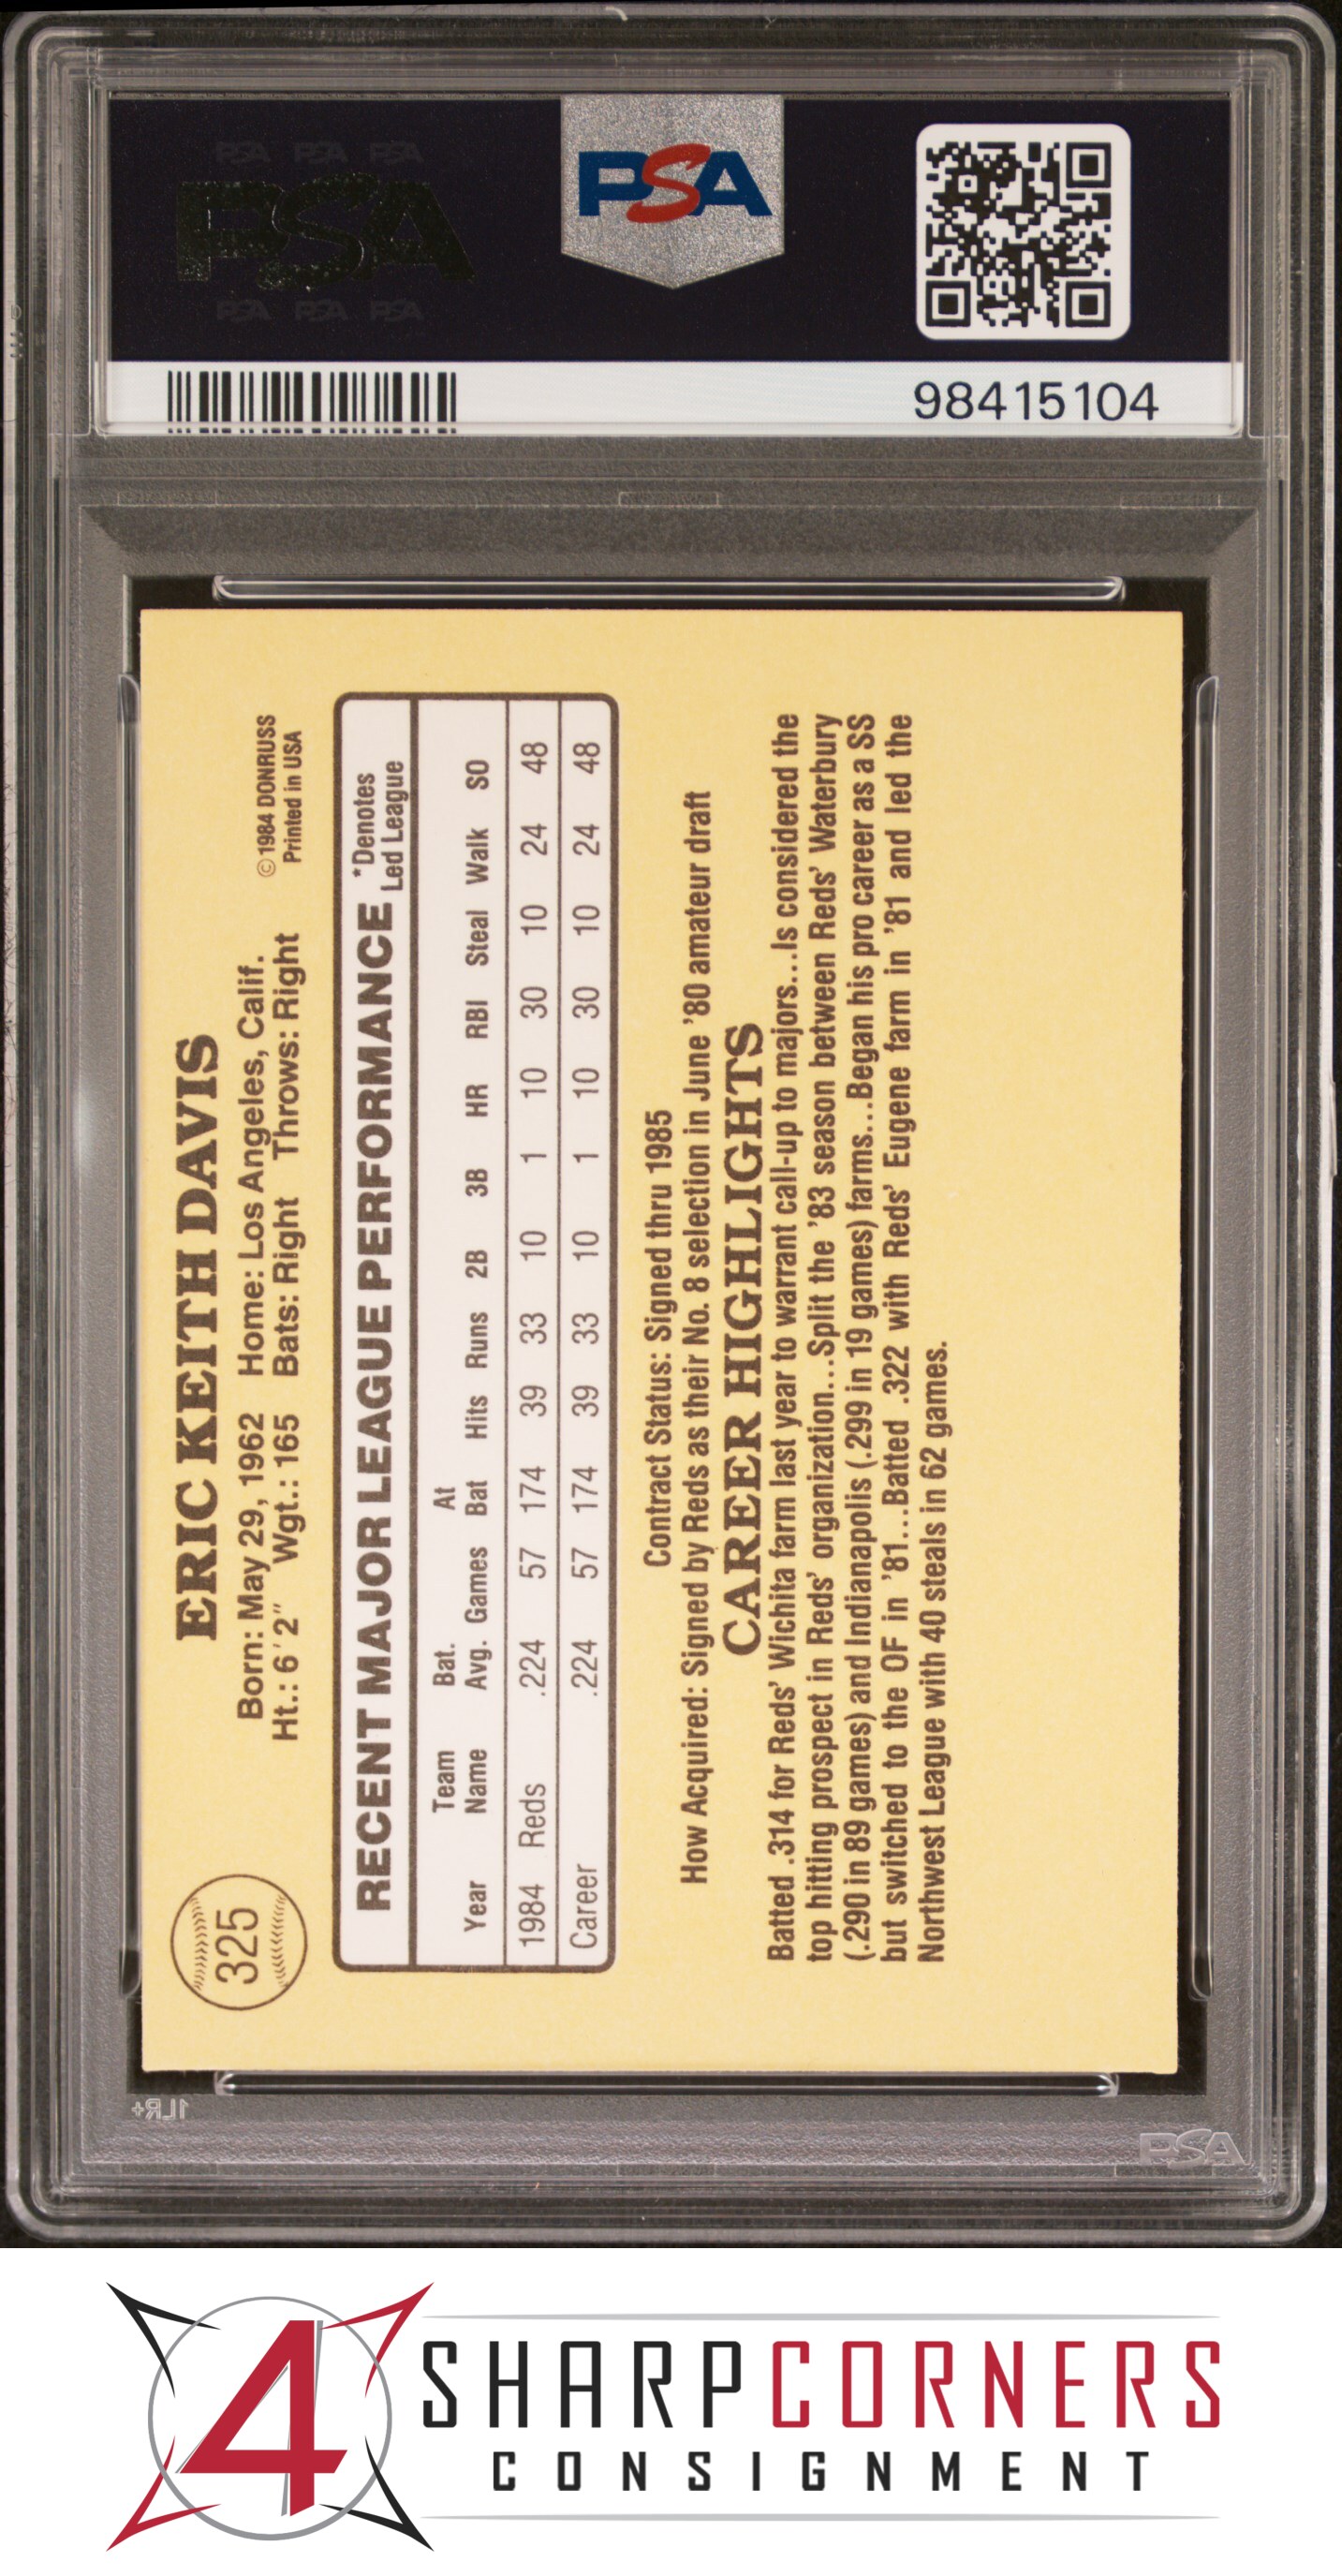 PSA PSA PSA
PSA
PSA PSA PSA
PSA
98415104
325
ERIC KEITH DAVIS
Born: May 29, 1962 Home: Los Angeles, Calif.
Ht.: 6'2" Wgt.: 165 Bats: Right Throws: Right
© 1984 DONRUSS
Printed in USA
RECENT MAJOR LEAGUE PERFORMANCE *Denotes Led League
Year Team Name Bat. Avg. Games At Bat Hits Runs 2B 3B HR RBI Steal Walk SO
1984 Reds .224 57 174 39 33 10 1 10 30 10 24 48
Career .224 57 174 39 33 10 1 10 30 10 24 48
Contract Status: Signed thru 1985
How Acquired: Signed by Reds as their No. 8 selection in June '80 amateur draft
CAREER HIGHLIGHTS
Batted .314 for Reds' Wichita farm last year to warrant call-up to majors...Is considered the
top hitting prospect in Reds' organization...Split the '83 season between Reds' Waterbury
(.290 in 89 games) and Indianapolis (.299 in 19 games) farms...Began his pro career as a SS
but switched to the OF in '81...Batted .322 with Reds' Eugene farm in '81 and led the
Northwest League with 40 steals in 62 games.
1LR+
PSA
4 SHARPCORNERS
CONSIGNMENT